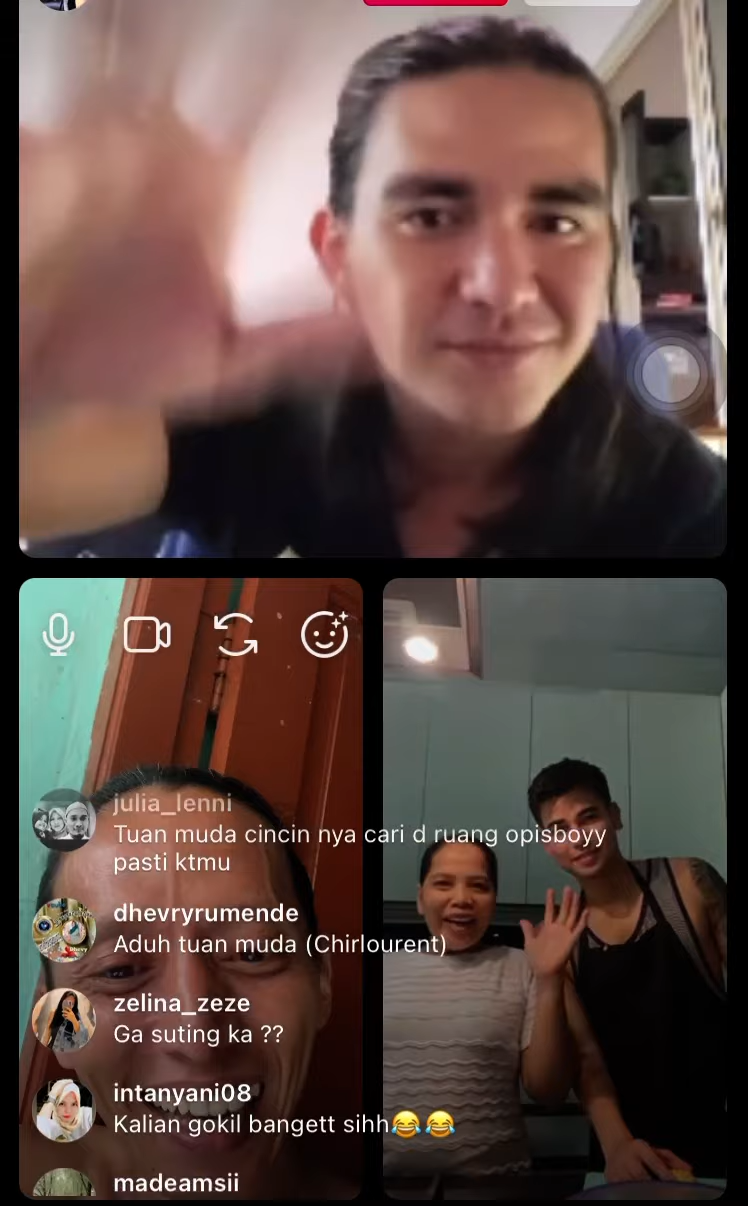 julia_lenni
Tuan muda cincin nya cari d ruang opisboyy
pasti ktmu
dhevryrumende
Aduh tuan muda (Chirlourent)
zelina_zeze
Ga suting ka ??
intanyani08
Kalian gokil bangett sihh😂😂
madeamsii